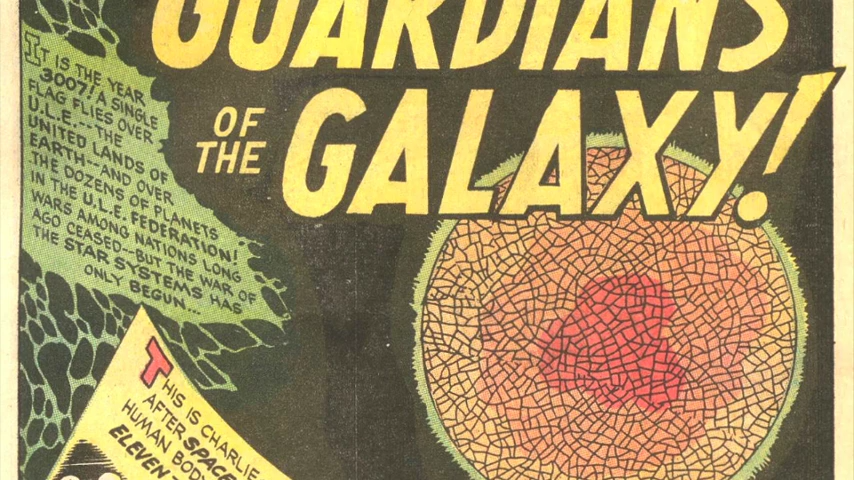 GUARDIANS
OF
THE
GALAXY!
IT IS THE YEAR
3007! A SINGLE
FLAG FLIES OVER
U.L.E.--THE
UNITED LANDS OF
EARTH--AND OVER
THE DOZENS OF PLANETS
IN THE U.L.E. FEDERATION!
WARS AMONG NATIONS LONG
AGO CEASED--BUT THE WAR OF
THE STAR SYSTEMS HAS
ONLY BEGUN...
THIS IS CHARLIE
AFTER SPACE
HUMAN BODY
ELEVEN-